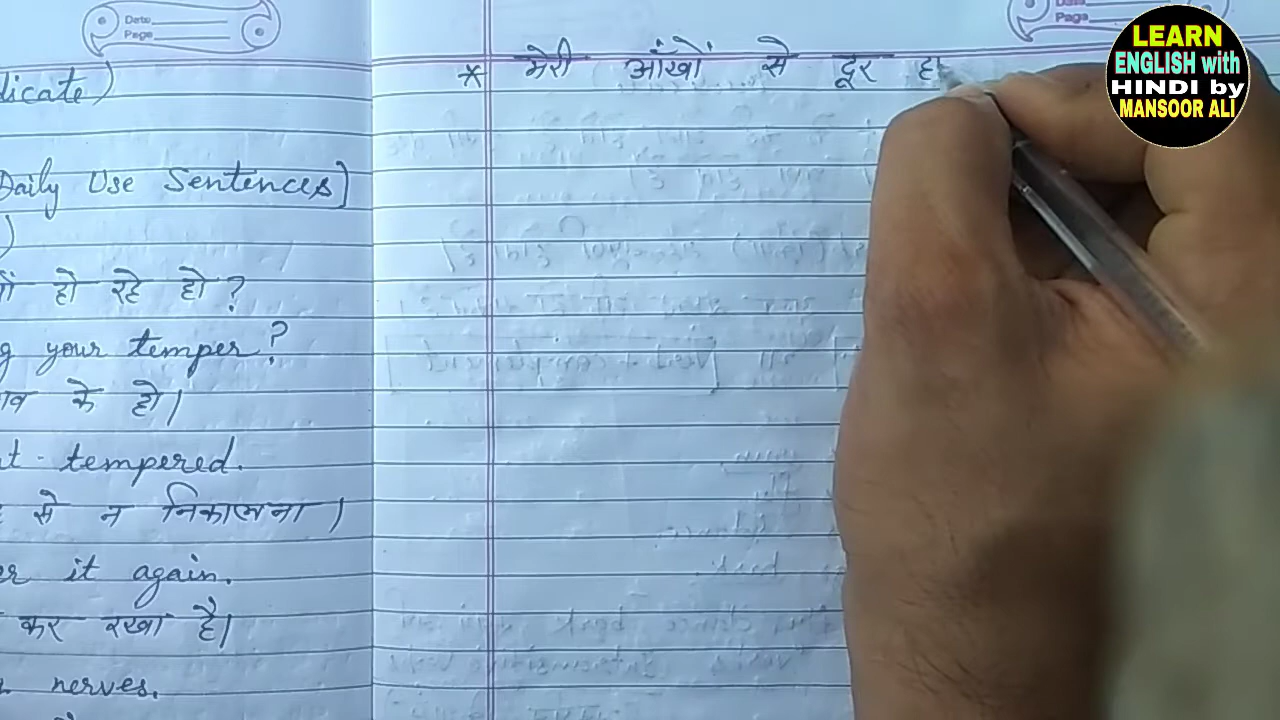 Date
Page
licate)
Daily Use Sentences]
)
हो रहे हो?
g your temper?
के हो।
t-tempered.
से न निकालना।
er it again.
कर रखा है।
nerves.
Page
* मेरी आँखों से दूर हो
LEARN
ENGLISH with
HINDI by
MANSOOR ALI